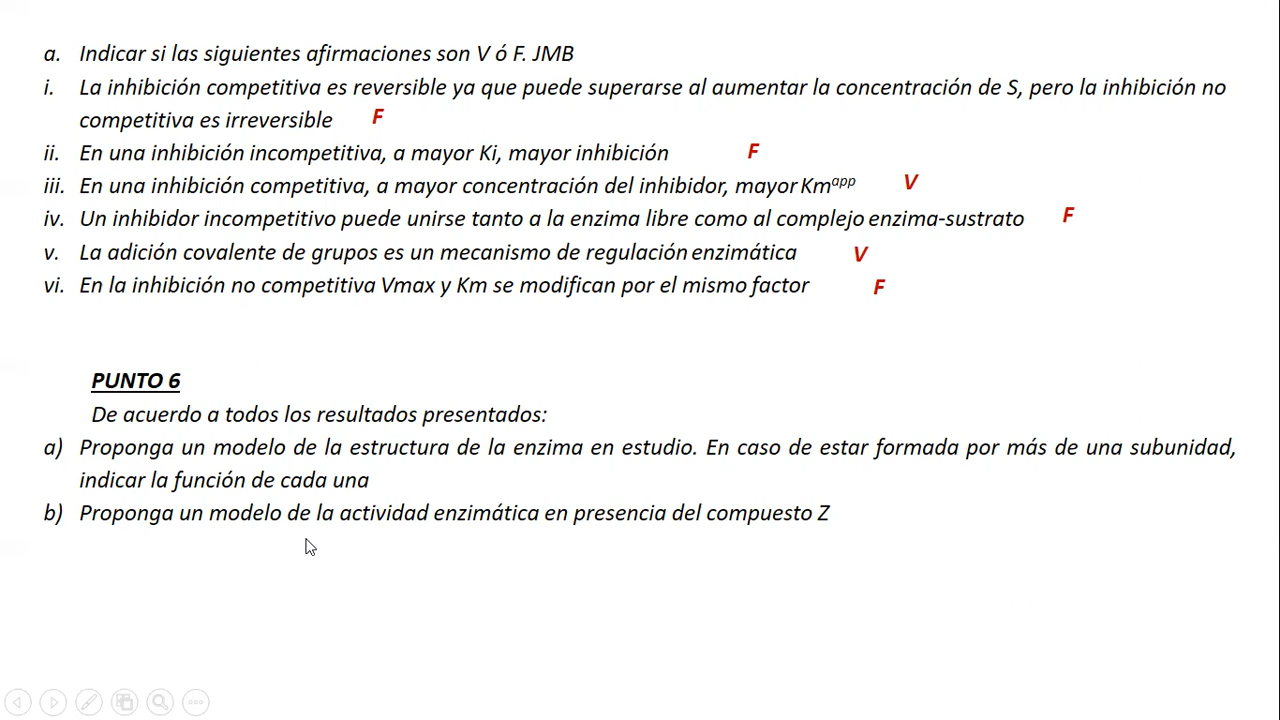 a. Indicar si las siguientes afirmaciones son V ó F. JMB
i. La inhibición competitiva es reversible ya que puede superarse al aumentar la concentración de S, pero la inhibición no
competitiva es irreversible F
ii. En una inhibición incompetitiva, a mayor Ki, mayor inhibición F
iii. En una inhibición competitiva, a mayor concentración del inhibidor, mayor Kmᵃᵖᵖ V
iv. Un inhibidor incompetitivo puede unirse tanto a la enzima libre como al complejo enzima-sustrato F
v. La adición covalente de grupos es un mecanismo de regulación enzimática V
vi. En la inhibición no competitiva Vmax y Km se modifican por el mismo factor F
PUNTO 6
De acuerdo a todos los resultados presentados:
a) Proponga un modelo de la estructura de la enzima en estudio. En caso de estar formada por más de una subunidad,
indicar la función de cada una
b) Proponga un modelo de la actividad enzimática en presencia del compuesto Z